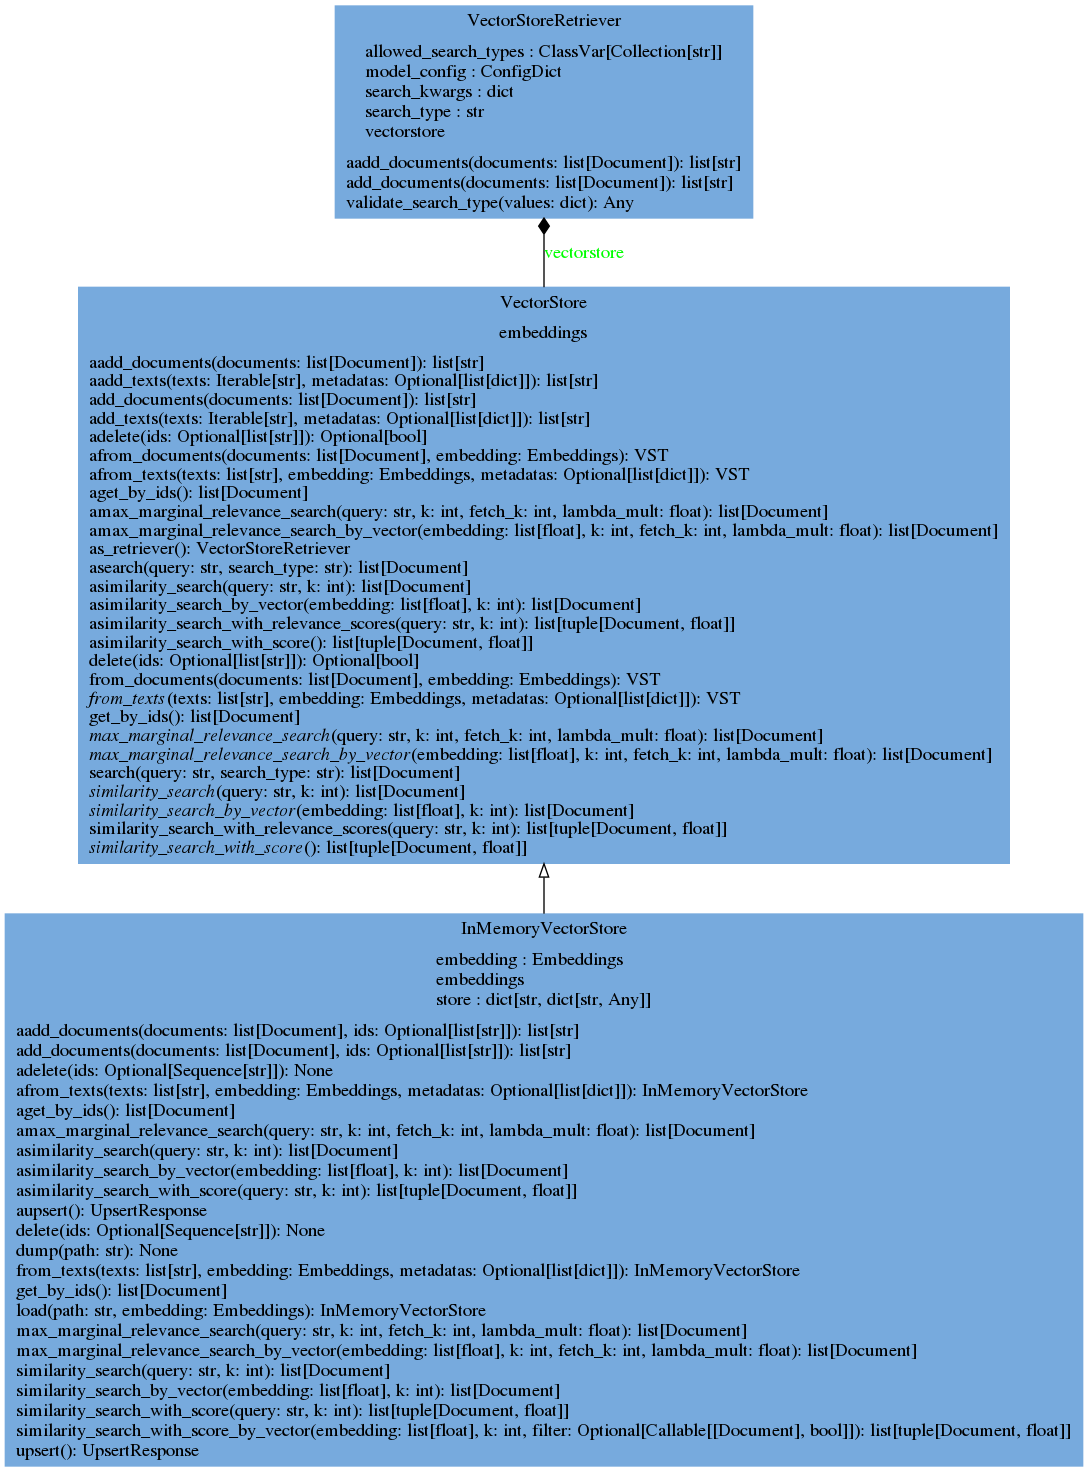 VectorStoreRetriever
allowed_search_types : ClassVar[Collection[str]]
model_config : ConfigDict
search_kwargs : dict
search_type : str
vectorstore
aadd_documents(documents: list[Document]): list[str]
add_documents(documents: list[Document]): list[str]
validate_search_type(values: dict): Any
vectorstore
VectorStore
embeddings
aadd_documents(documents: list[Document]): list[str]
aadd_texts(texts: Iterable[str], metadatas: Optional[list[dict]]): list[str]
add_documents(documents: list[Document]): list[str]
add_texts(texts: Iterable[str], metadatas: Optional[list[dict]]): list[str]
adelete(ids: Optional[list[str]]): Optional[bool]
afrom_documents(documents: list[Document], embedding: Embeddings): VST
afrom_texts(texts: list[str], embedding: Embeddings, metadatas: Optional[list[dict]]): VST
aget_by_ids(): list[Document]
amax_marginal_relevance_search(query: str, k: int, fetch_k: int, lambda_mult: float): list[Document]
amax_marginal_relevance_search_by_vector(embedding: list[float], k: int, fetch_k: int, lambda_mult: float): list[Document]
as_retriever(): VectorStoreRetriever
asearch(query: str, search_type: str): list[Document]
asimilarity_search(query: str, k: int): list[Document]
asimilarity_search_by_vector(embedding: list[float], k: int): list[Document]
asimilarity_search_with_relevance_scores(query: str, k: int): list[tuple[Document, float]]
asimilarity_search_with_score(): list[tuple[Document, float]]
delete(ids: Optional[list[str]]): Optional[bool]
from_documents(documents: list[Document], embedding: Embeddings): VST
from_texts(texts: list[str], embedding: Embeddings, metadatas: Optional[list[dict]]): VST
get_by_ids(): list[Document]
max_marginal_relevance_search(query: str, k: int, fetch_k: int, lambda_mult: float): list[Document]
max_marginal_relevance_search_by_vector(embedding: list[float], k: int, fetch_k: int, lambda_mult: float): list[Document]
search(query: str, search_type: str): list[Document]
similarity_search(query: str, k: int): list[Document]
similarity_search_by_vector(embedding: list[float], k: int): list[Document]
similarity_search_with_relevance_scores(query: str, k: int): list[tuple[Document, float]]
similarity_search_with_score(): list[tuple[Document, float]]
InMemoryVectorStore
embedding : Embeddings
embeddings
store : dict[str, dict[str, Any]]
aadd_documents(documents: list[Document], ids: Optional[list[str]]): list[str]
add_documents(documents: list[Document], ids: Optional[list[str]]): list[str]
adelete(ids: Optional[Sequence[str]]): None
afrom_texts(texts: list[str], embedding: Embeddings, metadatas: Optional[list[dict]]): InMemoryVectorStore
aget_by_ids(): list[Document]
amax_marginal_relevance_search(query: str, k: int, fetch_k: int, lambda_mult: float): list[Document]
asimilarity_search(query: str, k: int): list[Document]
asimilarity_search_by_vector(embedding: list[float], k: int): list[Document]
asimilarity_search_with_score(query: str, k: int): list[tuple[Document, float]]
aupsert(): UpsertResponse
delete(ids: Optional[Sequence[str]]): None
dump(path: str): None
from_texts(texts: list[str], embedding: Embeddings, metadatas: Optional[list[dict]]): InMemoryVectorStore
get_by_ids(): list[Document]
load(path: str, embedding: Embeddings): InMemoryVectorStore
max_marginal_relevance_search(query: str, k: int, fetch_k: int, lambda_mult: float): list[Document]
max_marginal_relevance_search_by_vector(embedding: list[float], k: int, fetch_k: int, lambda_mult: float): list[Document]
similarity_search(query: str, k: int): list[Document]
similarity_search_by_vector(embedding: list[float], k: int): list[Document]
similarity_search_with_score(query: str, k: int): list[tuple[Document, float]]
similarity_search_with_score_by_vector(embedding: list[float], k: int, filter: Optional[Callable[[Document], bool]]): list[tuple[Document, float]]
upsert(): UpsertResponse